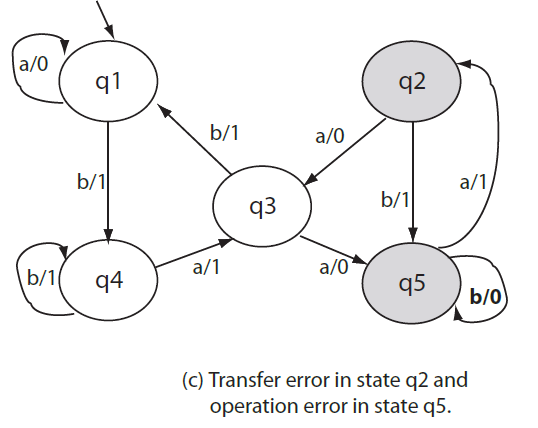 a/0
q1
q2
b/1
a/0
b/1
q3
b/1
a/1
b/1
q4
a/1
a/0
q5
b/0
(c) Transfer error in state q2 and
operation error in state q5.